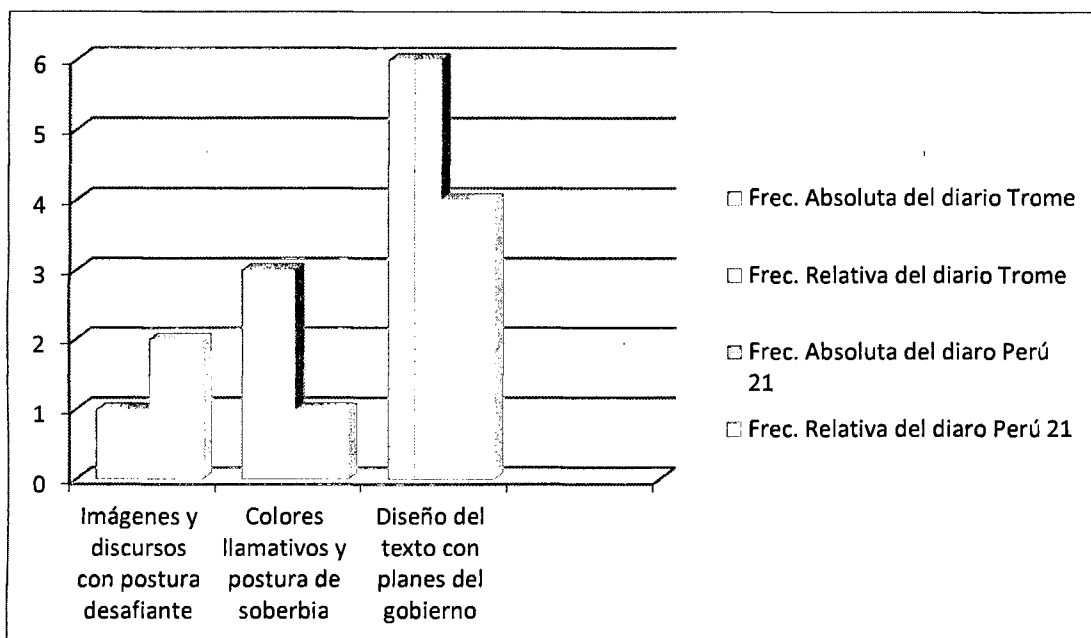 6
5
4
3
2
1
0
Imágenes y
discursos
con postura
desafiante
Colores
llamativos y
postura de
soberbia
Diseño del
texto con
planes del
gobierno
Frec. Absoluta del diario Trome
Frec. Relativa del diario Trome
Frec. Absoluta del diaro Perú
21
Frec. Relativa del diaro Perú 21